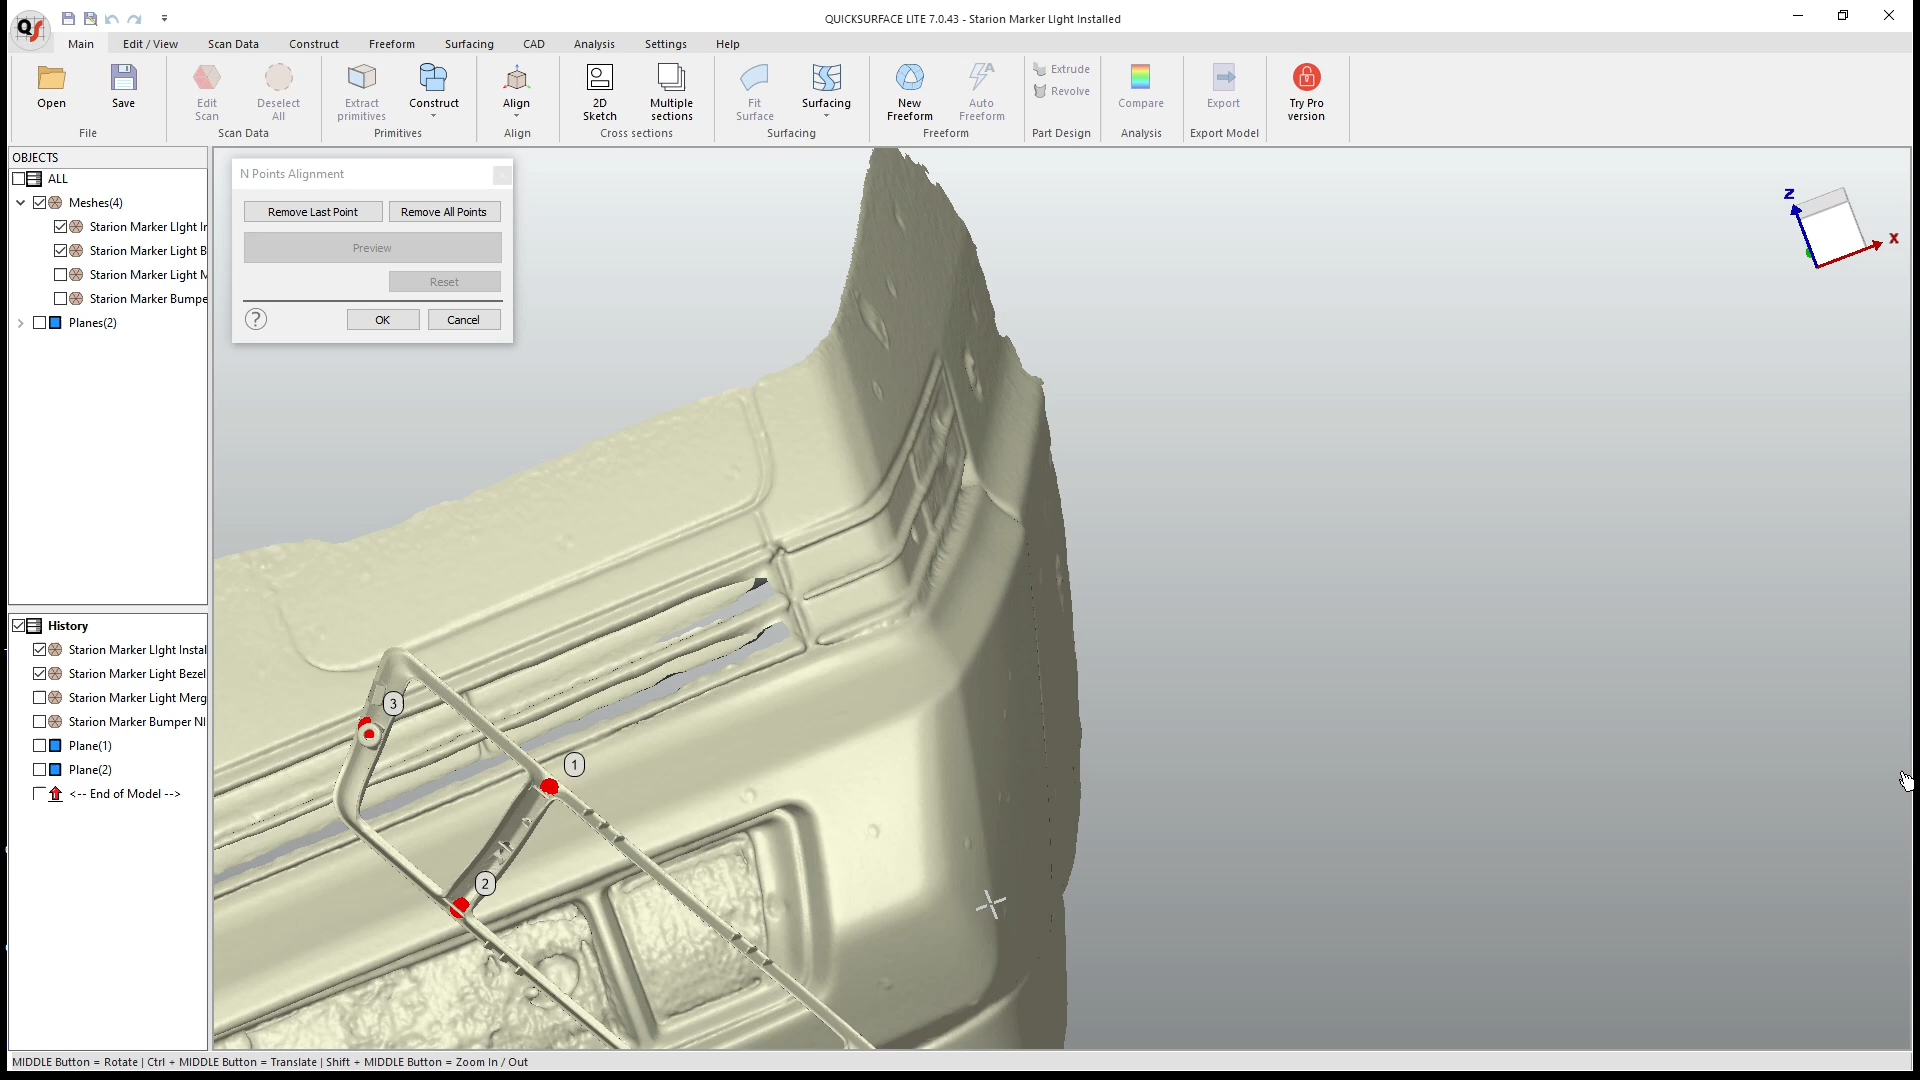 QS
QUICKSURFACE LITE 7.0.43 - Starion Marker LIght Installed
Main
Edit / View
Scan Data
Construct
Freeform
Surfacing
CAD
Analysis
Settings
Help
Open
Save
File
Edit
Scan
Deselect
All
Scan Data
Extract
primitives
Construct
Primitives
Align
Align
2D
Sketch
Multiple
sections
Cross sections
Fit
Surface
Surfacing
Surfacing
New
Freeform
Auto
Freeform
Freeform
Extrude
Revolve
Part Design
Compare
Analysis
Export
Export Model
Try Pro
version
OBJECTS
ALL
Meshes(4)
Starion Marker LIght Ir
Starion Marker Light B
Starion Marker Light M
Starion Marker Bumpe
Planes(2)
History
Starion Marker LIght Instal
Starion Marker Light Bezel
Starion Marker Light Merg
Starion Marker Bumper NI
Plane(1)
Plane(2)
<-- End of Model -->
N Points Alignment
Remove Last Point
Remove All Points
Preview
Reset
?
OK
Cancel
Z
X
3
1
2
MIDDLE Button = Rotate | Ctrl + MIDDLE Button = Translate | Shift + MIDDLE Button = Zoom In / Out